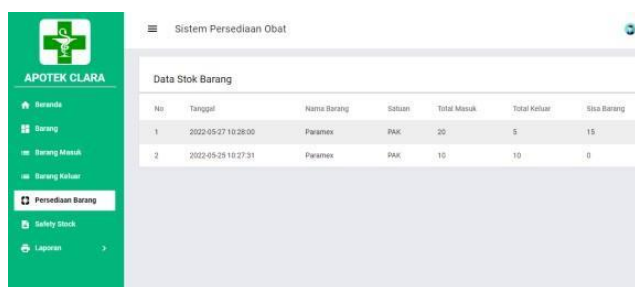 Sistem Persediaan Obat
APOTEK CLARA
Beranda
Barang
Barang Masuk
Barang Keluar
Persediaan Barang
Safety Stock
Laporan
Data Stok Barang
No Tanggal Nama Barang Satuan Total Masuk Total Keluar Sisa Barang
1 2022-05-27 10:28:00 Paramex PAK 20 5 15
2 2022-05-25 10:27:31 Paramex PAK 10 10 0